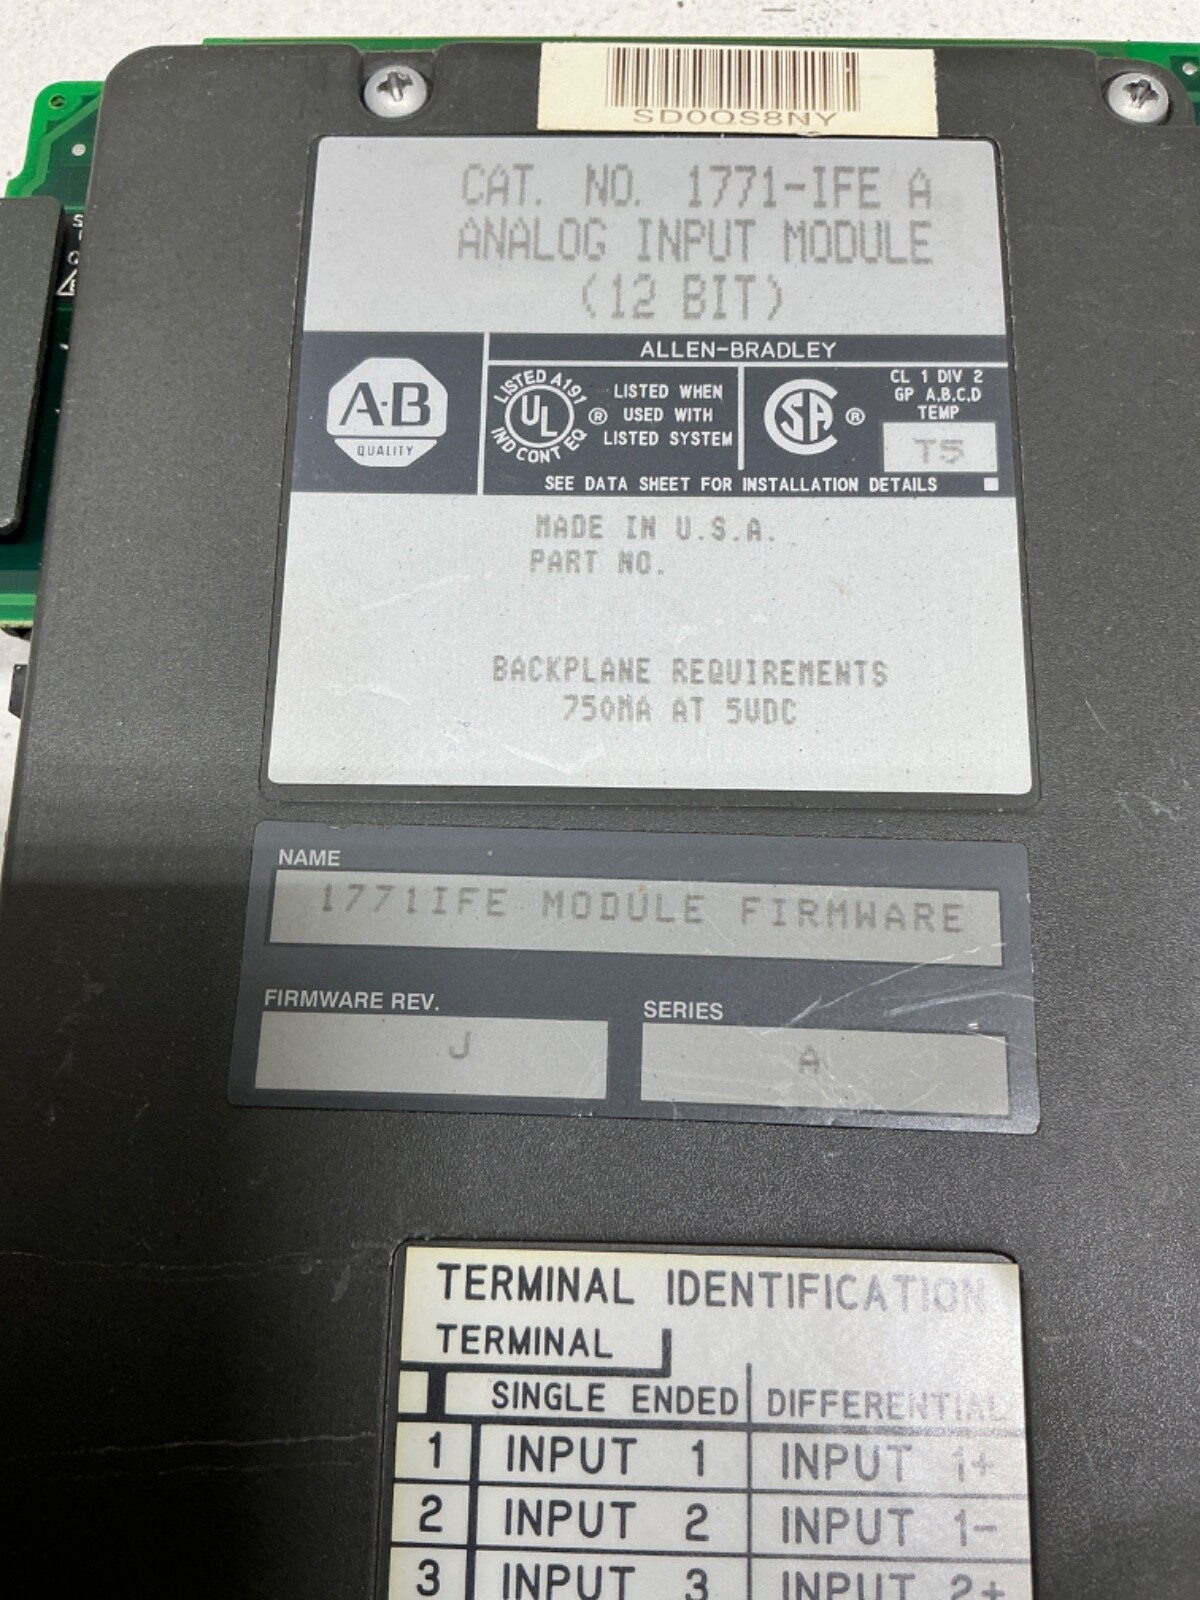 SD0QS8NY
CAT. NO. 1771-IFE A
ANALOG INPUT MODULE
(12 BIT)
ALLEN-BRADLEY
A-B
QUALITY
LISTED A191
UL
IND CONT EQ
®
LISTED WHEN
USED WITH
LISTED SYSTEM
SA
®
CL 1 DIV 2
GP A,B,C,D
TEMP
T5
SEE DATA SHEET FOR INSTALLATION DETAILS
MADE IN U.S.A.
PART NO.
BACKPLANE REQUIREMENTS
750MA AT 5VDC
NAME
1771IFE MODULE FIRMWARE
FIRMWARE REV.
SERIES
J
A
TERMINAL IDENTIFICATION
TERMINAL
SINGLE ENDED DIFFERENTIAL
1 INPUT 1 INPUT 1+
2 INPUT 2 INPUT 1-
3 INPUT 3 INPUT 2+